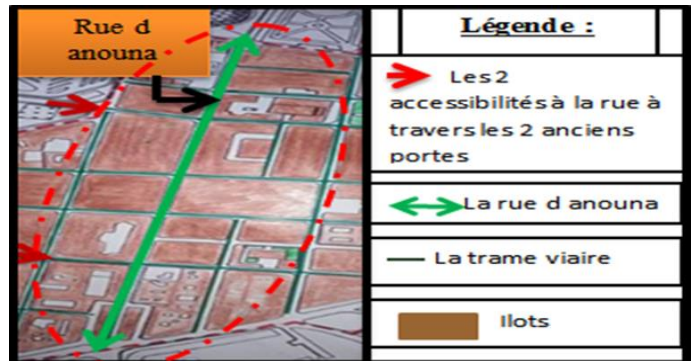 Rue d
anouna
Légende :
Les 2
accessibilités à la rue à
travers les 2 anciens
portes
La rue d anouna
La trame viaire
Ilots